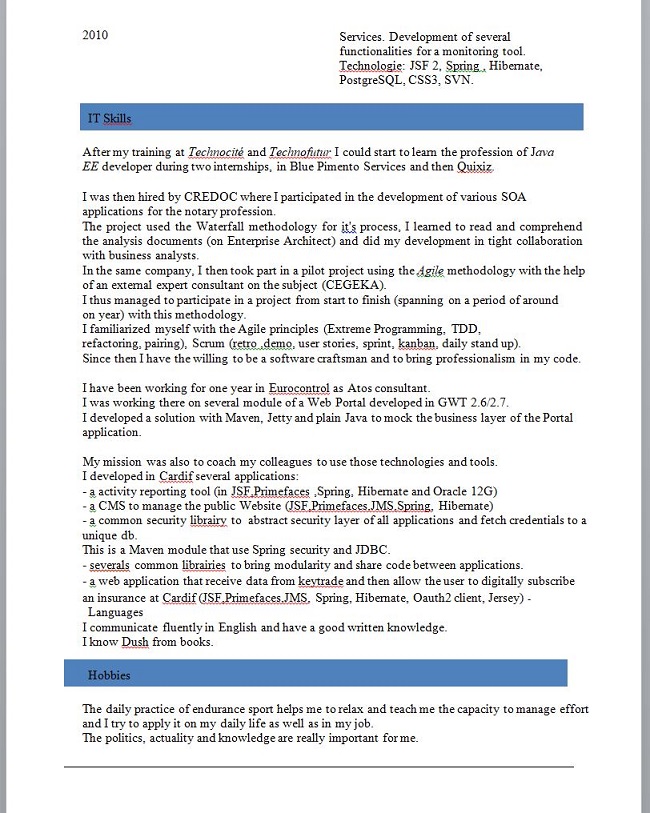 2010
Services. Development of several
functionalities for a monitoring tool.
Technologie: JSF 2, Spring , Hibernate,
PostgreSQL, CSS3, SVN.
IT Skills
After my training at Technocité and Technofutur I could start to learn the profession of Java
EE developer during two internships, in Blue Pimento Services and then Quixiz.
I was then hired by CREDOC where I participated in the development of various SOA
applications for the notary profession.
The project used the Waterfall methodology for it's process, I learned to read and comprehend
the analysis documents (on Enterprise Architect) and did my development in tight collaboration
with business analysts.
In the same company, I then took part in a pilot project using the Agile methodology with the help
of an external expert consultant on the subject (CEGEKA).
I thus managed to participate in a project from start to finish (spanning on a period of around
on year) with this methodology.
I familiarized myself with the Agile principles (Extreme Programming, TDD,
refactoring, pairing), Scrum (retro ,demo, user stories, sprint, kanban, daily stand up).
Since then I have the willing to be a software craftsman and to bring professionalism in my code.
I have been working for one year in Eurocontrol as Atos consultant.
I was working there on several module of a Web Portal developed in GWT 2.6/2.7.
I developed a solution with Maven, Jetty and plain Java to mock the business layer of the Portal
application.
My mission was also to coach my colleagues to use those technologies and tools.
I developed in Cardif several applications:
- a activity reporting tool (in JSF,Primefaces ,Spring, Hibernate and Oracle 12G)
- a CMS to manage the public Website (JSF,Primefaces,JMS,Spring, Hibernate)
- a common security librairy to abstract security layer of all applications and fetch credentials to a
unique db.
This is a Maven module that use Spring security and JDBC.
- severals common librairies to bring modularity and share code between applications.
- a web application that receive data from keytrade and then allow the user to digitally subscribe
an insurance at Cardif (JSF,Primefaces,JMS, Spring, Hibernate, Oauth2 client, Jersey) -
Languages
I communicate fluently in English and have a good written knowledge.
I know Dush from books.
Hobbies
The daily practice of endurance sport helps me to relax and teach me the capacity to manage effort
and I try to apply it on my daily life as well as in my job.
The politics, actuality and knowledge are really important for me.